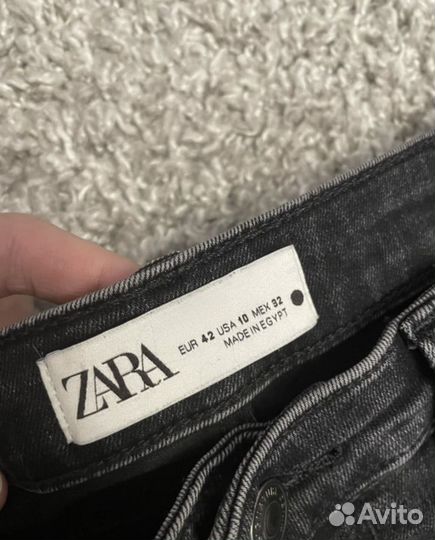 ZARA
EUR 42 USA 10 MEX 32
MADE IN EGYPT
Avito